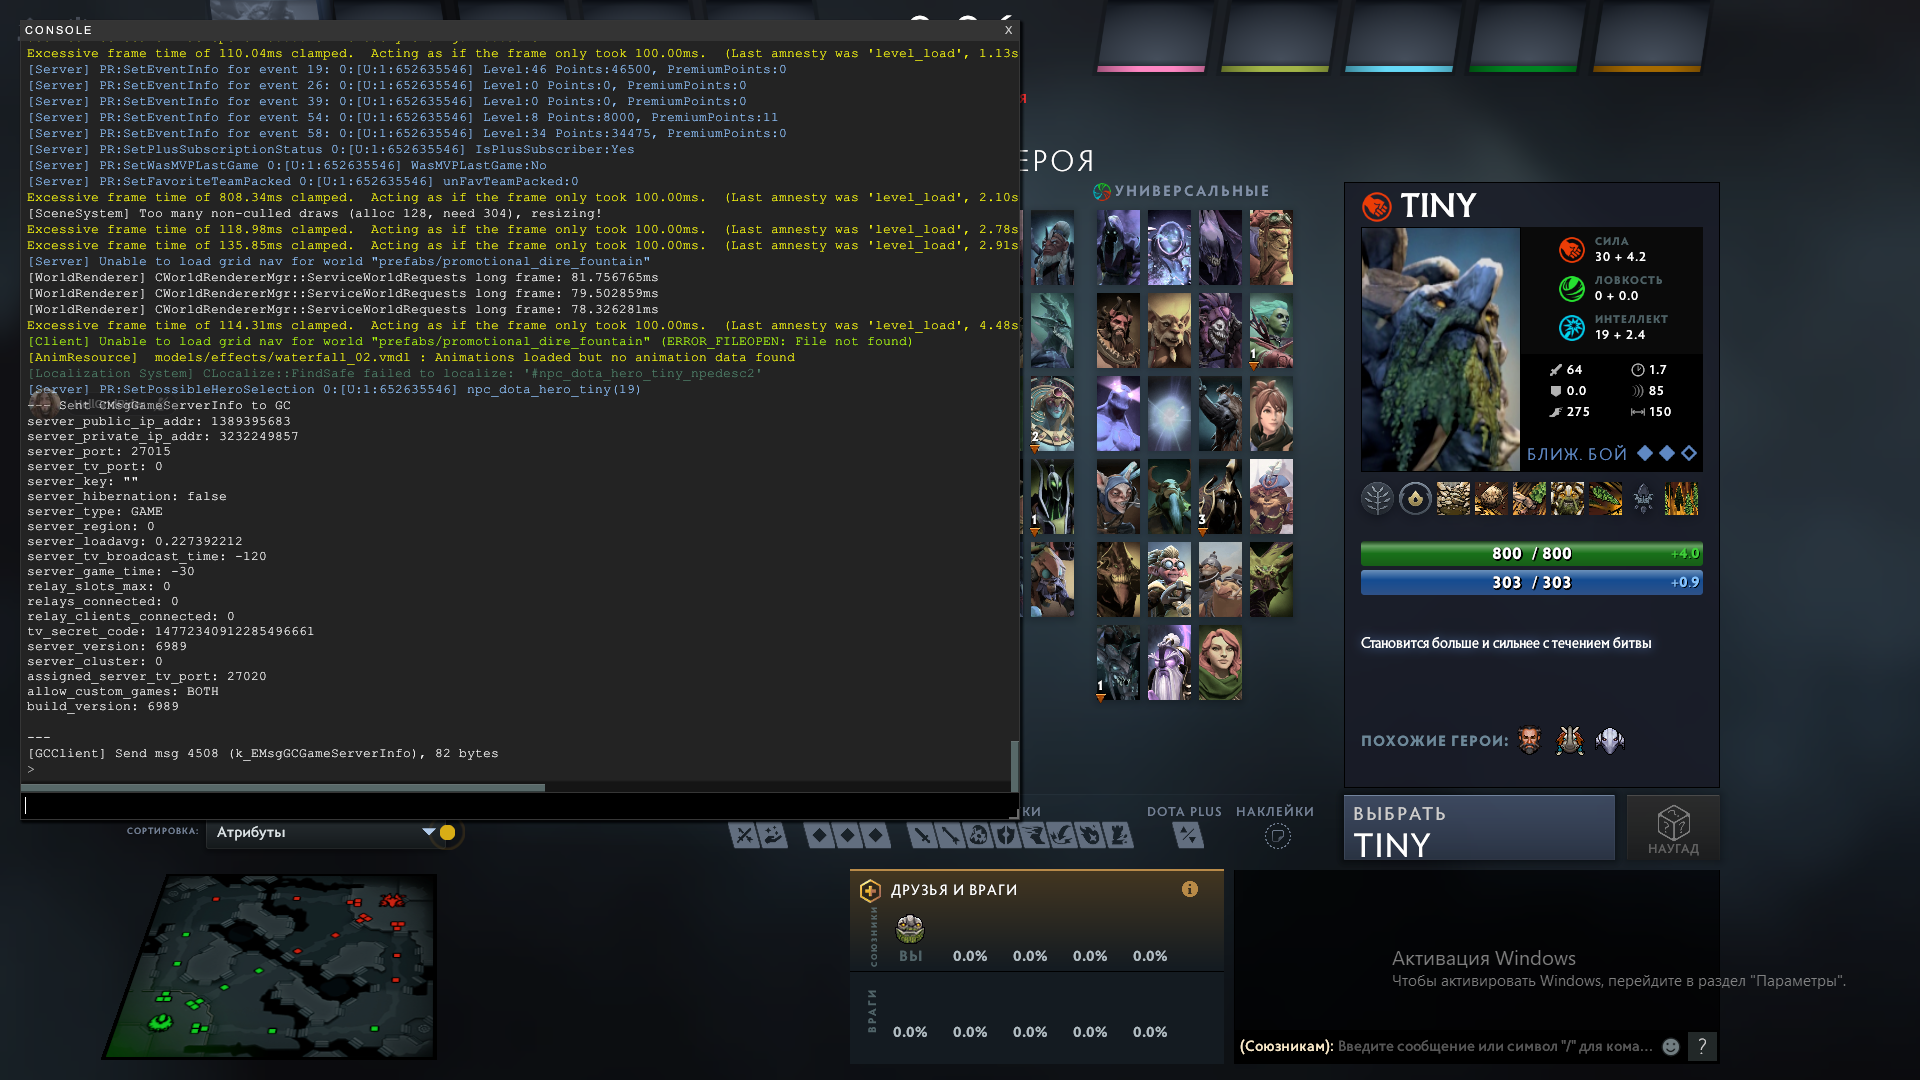 CONSOLE
X
Excessive frame time of 110.04ms clamped.  Acting as if the frame only took 100.00ms.  (Last amnesty was 'level_load', 1.13s
[Server] PR:SetEventInfo for event 19: 0:[U:1:652635546] Level:46 Points:46500, PremiumPoints:0
[Server] PR:SetEventInfo for event 26: 0:[U:1:652635546] Level:0 Points:0, PremiumPoints:0
[Server] PR:SetEventInfo for event 39: 0:[U:1:652635546] Level:0 Points:0, PremiumPoints:0
[Server] PR:SetEventInfo for event 54: 0:[U:1:652635546] Level:8 Points:8000, PremiumPoints:11
[Server] PR:SetEventInfo for event 58: 0:[U:1:652635546] Level:34 Points:34475, PremiumPoints:0
[Server] PR:SetPlusSubscriptionStatus 0:[U:1:652635546] IsPlusSubscriber:Yes
[Server] PR:SetWasMVPLastGame 0:[U:1:652635546] WasMVPLastGame:No
[Server] PR:SetFavoriteTeamPacked 0:[U:1:652635546] unFavTeamPacked:0
Excessive frame time of 808.34ms clamped.  Acting as if the frame only took 100.00ms.  (Last amnesty was 'level_load', 2.10s
[SceneSystem] Too many non-culled draws (alloc 128, need 304), resizing!
Excessive frame time of 118.98ms clamped.  Acting as if the frame only took 100.00ms.  (Last amnesty was 'level_load', 2.78s
Excessive frame time of 135.85ms clamped.  Acting as if the frame only took 100.00ms.  (Last amnesty was 'level_load', 2.91s
[Server] Unable to load grid nav for world "prefabs/promotional_dire_fountain"
[WorldRenderer] CWorldRendererMgr::ServiceWorldRequests long frame: 81.756765ms
[WorldRenderer] CWorldRendererMgr::ServiceWorldRequests long frame: 79.502859ms
[WorldRenderer] CWorldRendererMgr::ServiceWorldRequests long frame: 78.326281ms
Excessive frame time of 114.31ms clamped.  Acting as if the frame only took 100.00ms.  (Last amnesty was 'level_load', 4.48s
[Client] Unable to load grid nav for world "prefabs/promotional_dire_fountain" (ERROR_FILEOPEN: File not found)
[AnimResource]  models/effects/waterfall_02.vmdl : Animations loaded but no animation data found
[Localization System] CLocalize::FindSafe failed to localize: '#npc_dota_hero_tiny_npedesc2'
[Server] PR:SetPossibleHeroSelection 0:[U:1:652635546] npc_dota_hero_tiny(19)
--- Sent CMsgGameServerInfo to GC
server_public_ip_addr: 1389395683
server_private_ip_addr: 3232249857
server_port: 27015
server_tv_port: 0
server_key: ""
server_hibernation: false
server_type: GAME
server_region: 0
server_loadavg: 0.227392212
server_tv_broadcast_time: -120
server_game_time: -30
relay_slots_max: 0
relays_connected: 0
relay_clients_connected: 0
tv_secret_code: 14772340912285496661
server_version: 6989
server_cluster: 0
assigned_server_tv_port: 27020
allow_custom_games: BOTH
build_version: 6989
---
[GCClient] Send msg 4508 (k_EMsgGCGameServerInfo), 82 bytes
>
Я
ЕРОЯ
УНИВЕРСАЛЬНЫЕ
1
2
1
3
1
TINY
СИЛА
30 + 4.2
ЛОВКОСТЬ
0 + 0.0
ИНТЕЛЛЕКТ
19 + 2.4
64
1.7
0.0
85
275
150
БЛИЖ. БОЙ
800 / 800
+4.0
303 / 303
+0.9
Становится больше и сильнее с течением битвы
ПОХОЖИЕ ГЕРОИ:
ВЫБРАТЬ
TINY
НАУГАД
СОРТИРОВКА:
Атрибуты
КИ
DOTA PLUS
НАКЛЕЙКИ
ДРУЗЬЯ И ВРАГИ
СОЮЗНИКИ
ВЫ 0.0% 0.0% 0.0% 0.0%
ВРАГИ
0.0% 0.0% 0.0% 0.0% 0.0%
Активация Windows
Чтобы активировать Windows, перейдите в раздел "Параметры".
(Союзникам): Введите сообщение или символ "/" для кома...
?